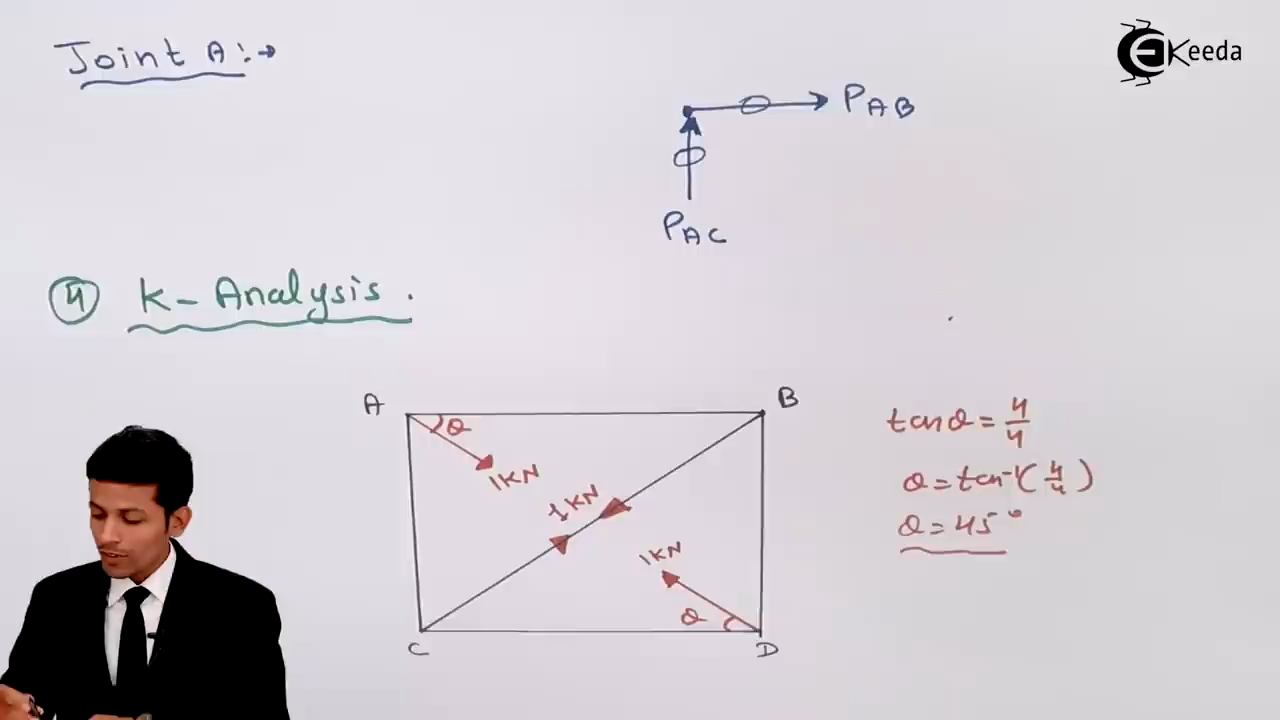 Joint A:→
EKeeda
PAB
PAC
4 K - Analysis.
A
B
θ
1KN
1KN
1KN
θ
C
D
tanθ = 4/4
θ = tan⁻¹(4/4)
θ = 45°